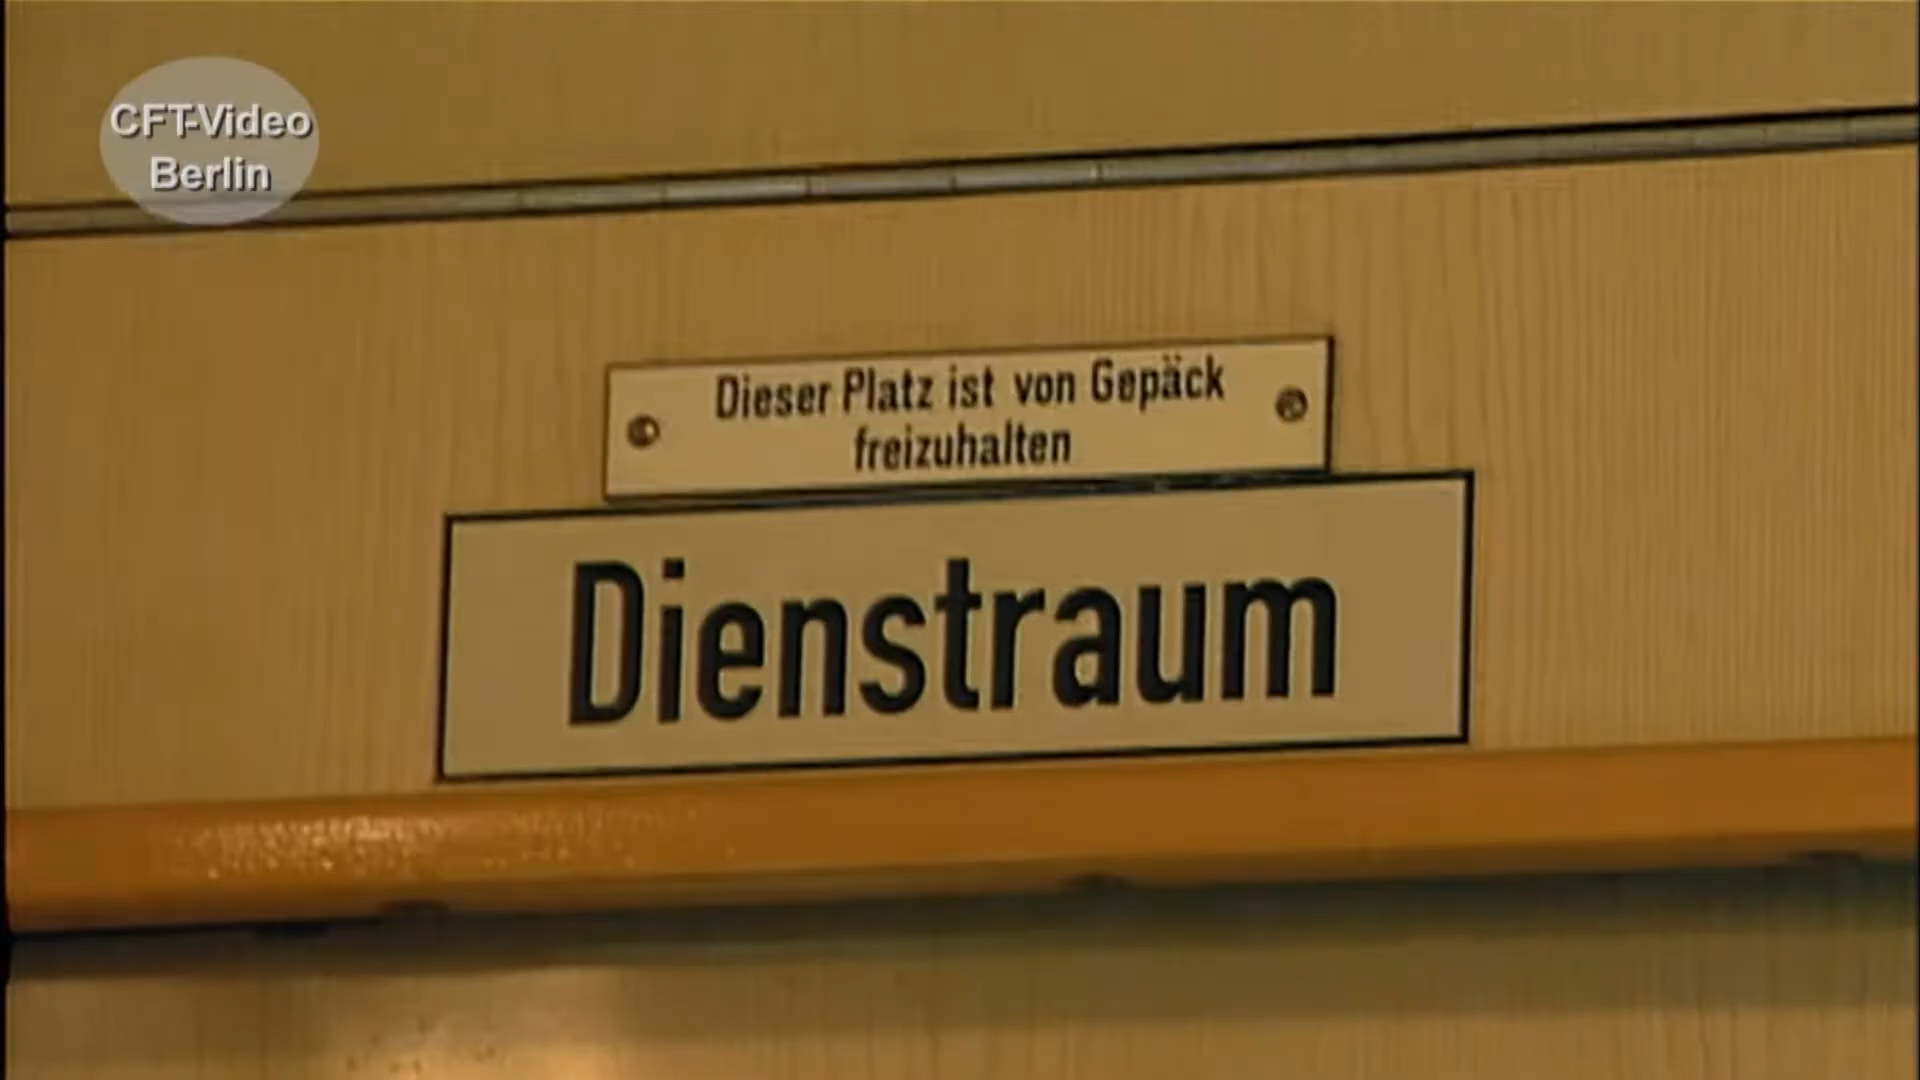 CFT-Video
Berlin
Dieser Platz ist von Gepäck
freizuhalten
Dienstraum